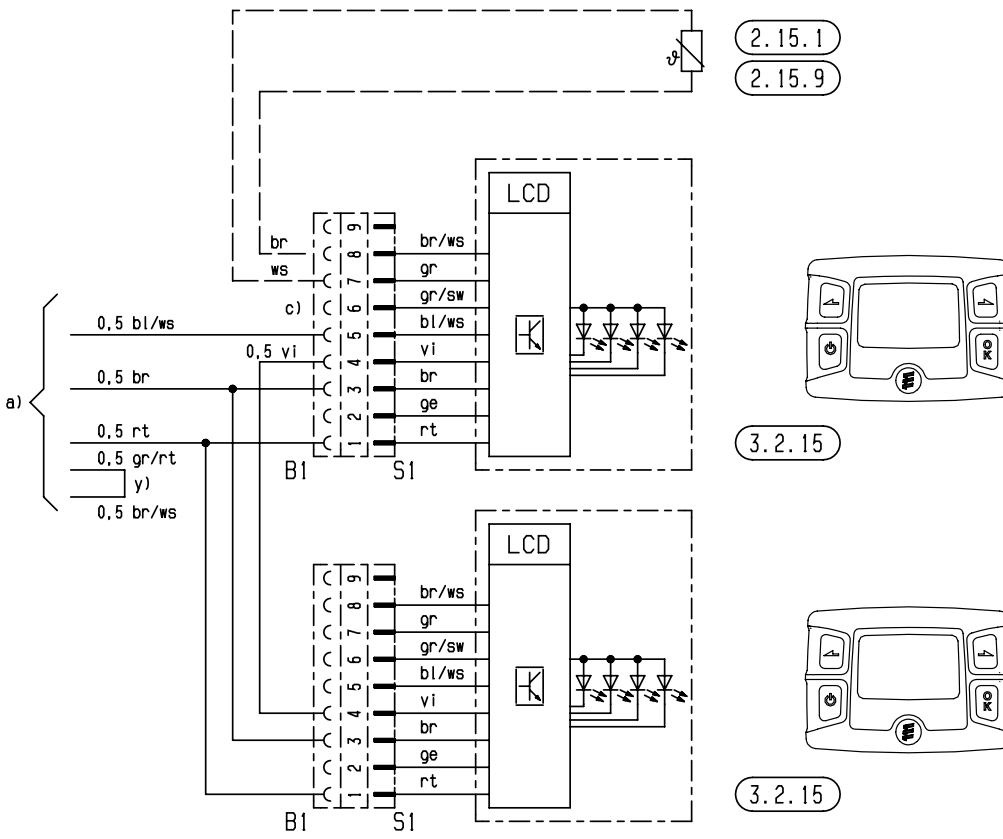 ϑ
2.15.1
2.15.9
LCD
br
ws
c)
9
8
7
6
5
4
3
2
1
br/ws
gr
gr/sw
bl/ws
vi
br
ge
rt
a)
0,5 bl/ws
0,5 vi
0,5 br
0,5 rt
0,5 gr/rt
y)
0,5 br/ws
B1
S1
OK
3.2.15
LCD
9
8
7
6
5
4
3
2
1
br/ws
gr
gr/sw
bl/ws
vi
br
ge
rt
B1
S1
OK
3.2.15